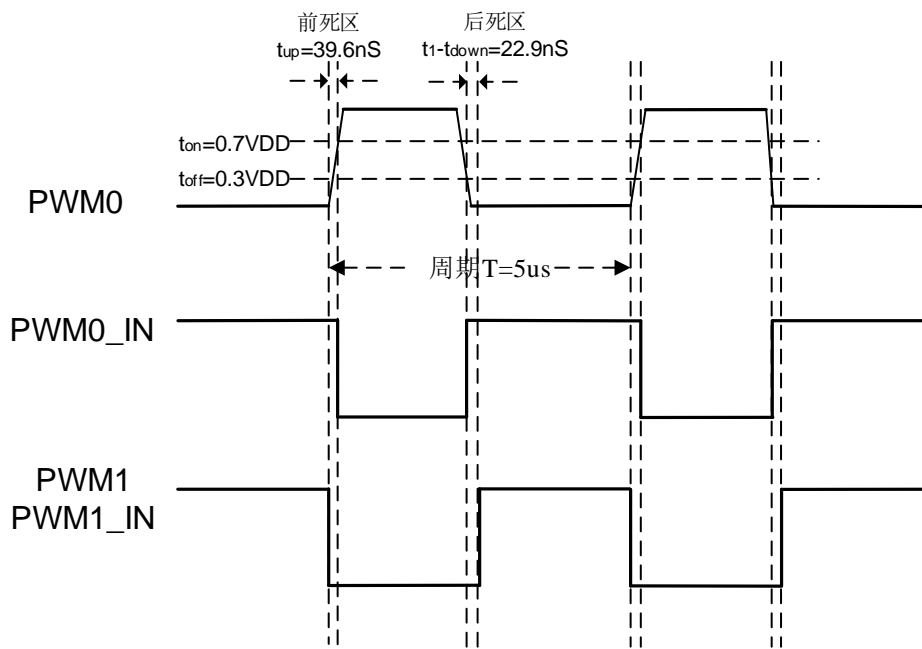 前死区
tup=39.6nS
后死区
t1-tdown=22.9nS
ton=0.7VDD
toff=0.3VDD
PWM0
周期T=5us
PWM0_IN
PWM1
PWM1_IN